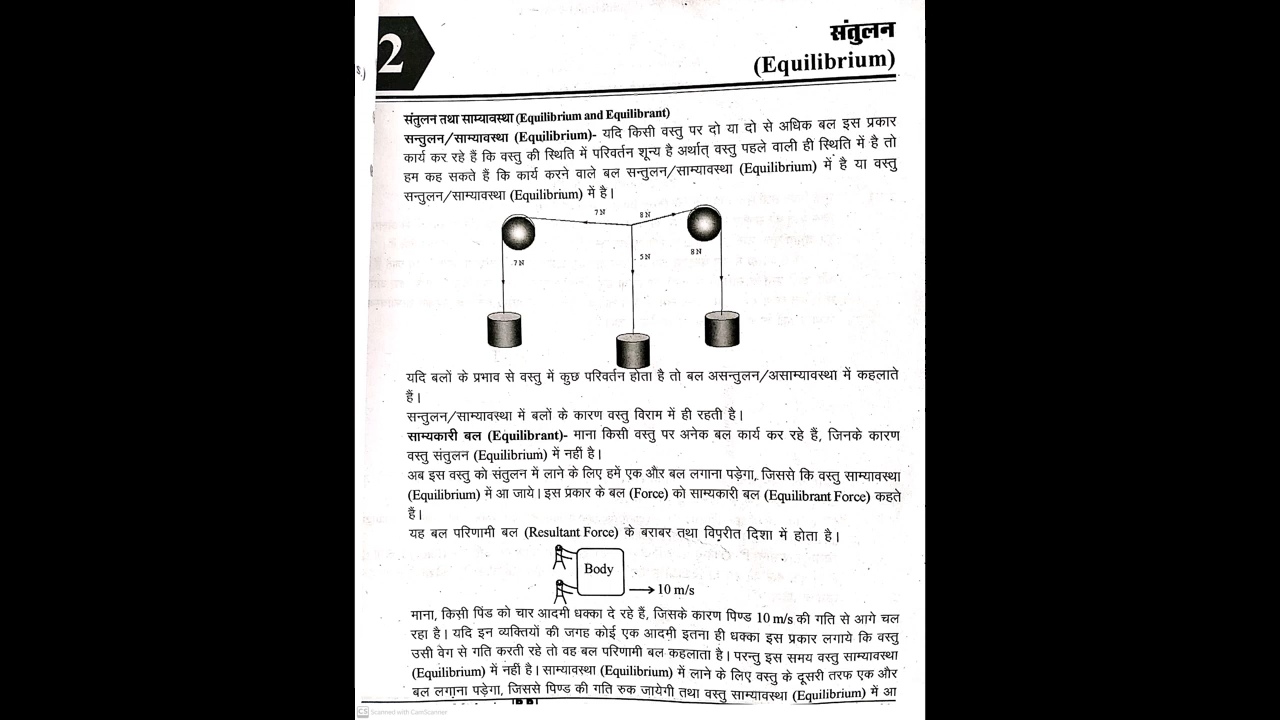 2
संतुलन
(Equilibrium)
संतुलन तथा साम्यावस्था (Equilibrium and Equilibrant)
सन्तुलन/साम्यावस्था (Equilibrium)- यदि किसी वस्तु पर दो या दो से अधिक बल इस प्रकार
कार्य कर रहे हैं कि वस्तु की स्थिति में परिवर्तन शून्य है अर्थात् वस्तु पहले वाली ही स्थिति में है तो
हम कह सकते हैं कि कार्य करने वाले बल सन्तुलन/साम्यावस्था (Equilibrium) में है या वस्तु
सन्तुलन/साम्यावस्था (Equilibrium) में है।
7N 8N
7N 5N 8N
यदि बलों के प्रभाव से वस्तु में कुछ परिवर्तन होता है तो बल असन्तुलन/असाम्यावस्था में कहलाते
हैं।
सन्तुलन/साम्यावस्था में बलों के कारण वस्तु विराम में ही रहती है।
साम्यकारी बल (Equilibrant)- माना किसी वस्तु पर अनेक बल कार्य कर रहे हैं, जिनके कारण
वस्तु संतुलन (Equilibrium) में नहीं है।
अब इस वस्तु को संतुलन में लाने के लिए हमें एक और बल लगाना पड़ेगा, जिससे कि वस्तु साम्यावस्था
(Equilibrium) में आ जाये। इस प्रकार के बल (Force) को साम्यकारी बल (Equilibrant Force) कहते
हैं।
यह बल परिणामी बल (Resultant Force) के बराबर तथा विपरीत दिशा में होता है।
Body
10 m/s
माना, किसी पिंड को चार आदमी धक्का दे रहे हैं, जिसके कारण पिण्ड 10 m/s की गति से आगे चल
रहा है। यदि इन व्यक्तियों की जगह कोई एक आदमी इतना ही धक्का इस प्रकार लगाये कि वस्तु
उसी वेग से गति करती रहे तो वह बल परिणामी बल कहलाता है। परन्तु इस समय वस्तु साम्यावस्था
(Equilibrium) में नहीं है। साम्यावस्था (Equilibrium) में लाने के लिए वस्तु के दूसरी तरफ एक और
बल लगाना पड़ेगा, जिससे पिण्ड की गति रुक जायेगी तथा वस्तु साम्यावस्था (Equilibrium) में आ
CS Scanned with CamScanner